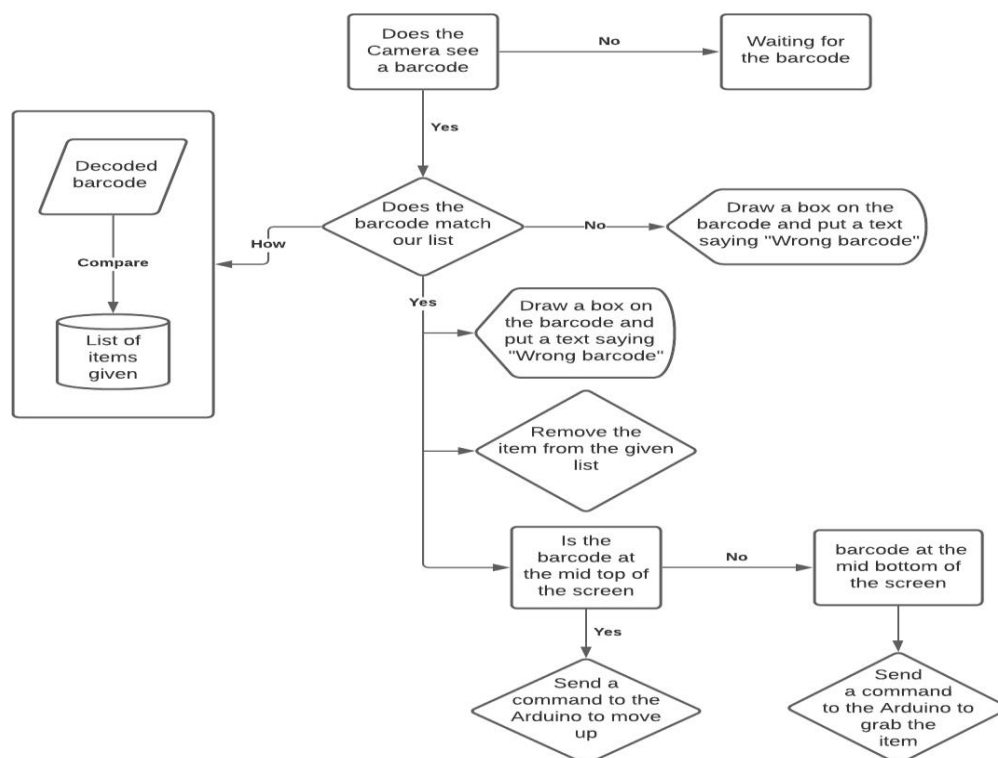 Does the
Camera see
a barcode
No
Waiting for
the barcode
Yes
Decoded
barcode
Compare
List of
items
given
How
Does the
barcode match
our list
No
Draw a box on the
barcode and put a text
saying "Wrong barcode"
Yes
Draw a box on
the barcode and
put a text saying
"Wrong barcode"
Remove the
item from the given
list
Is the
barcode at
the mid top of
the screen
No
barcode at the
mid bottom of
the screen
Yes
Send a
command to the
Arduino to move
up
Send
a command
to the Arduino to
grab the
item